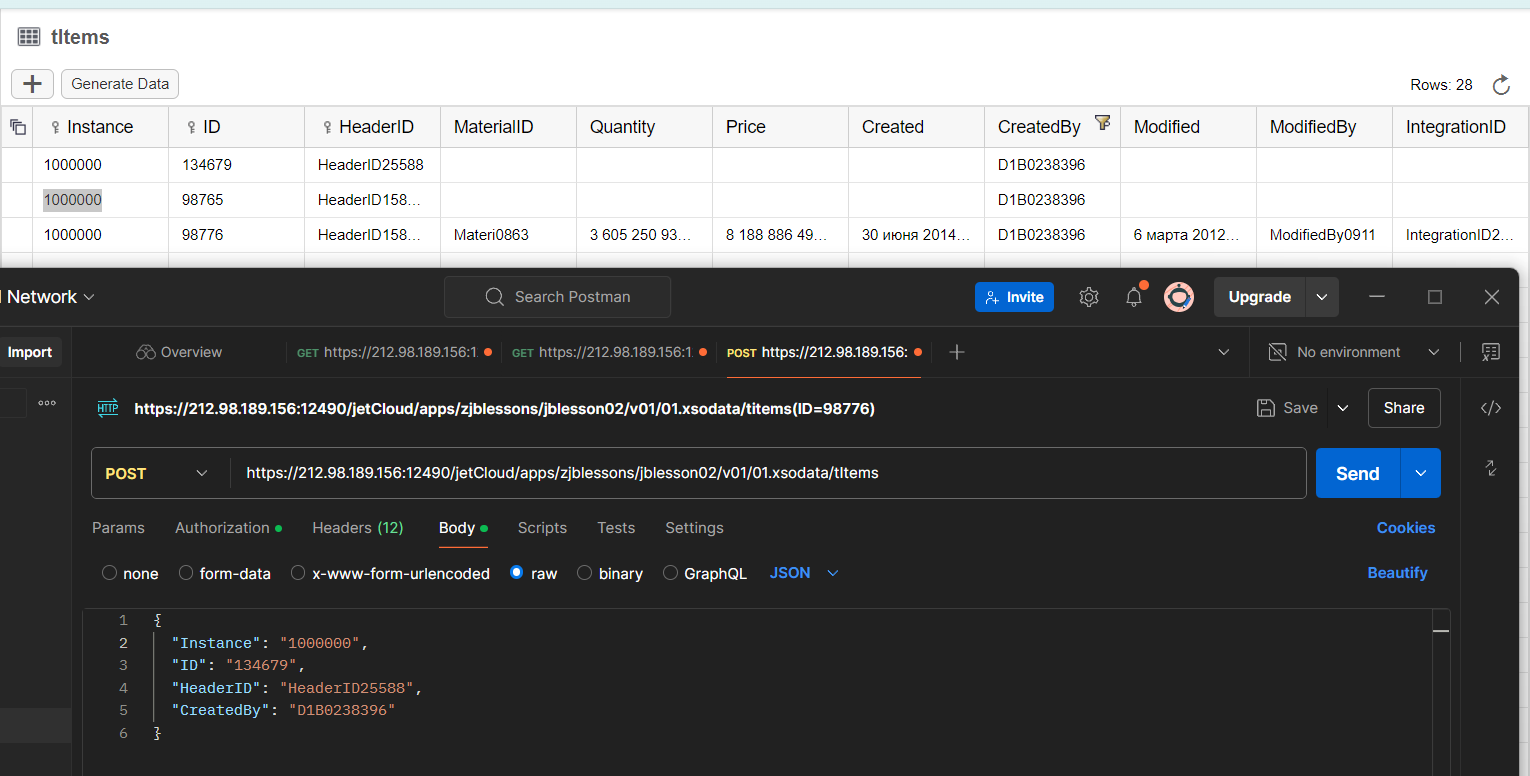 tItems
Generate Data
Rows: 28
Instance ID HeaderID MaterialID Quantity Price Created CreatedBy Modified ModifiedBy IntegrationID
1000000 134679 HeaderID25588 D1B0238396
1000000 98765 HeaderID158... D1B0238396
1000000 98776 HeaderID158... Materi0863 3 605 250 93... 8 188 886 49... 30 июня 2014... D1B0238396 6 марта 2012... ModifiedBy0911 IntegrationID2...
Network Search Postman Invite Upgrade
Import Overview GET https://212.98.189.156:1 GET https://212.98.189.156:1 POST https://212.98.189.156: No environment
HTTP https://212.98.189.156:12490/jetCloud/apps/zjblessons/jblesson02/v01/01.xsodata/titems(ID=98776) Save Share
POST https://212.98.189.156:12490/jetCloud/apps/zjblessons/jblesson02/v01/01.xsodata/tItems Send
Params Authorization Headers (12) Body Scripts Tests Settings Cookies
none form-data x-www-form-urlencoded raw binary GraphQL JSON Beautify
1 {
2 "Instance": "1000000",
3 "ID": "134679",
4 "HeaderID": "HeaderID25588",
5 "CreatedBy": "D1B0238396"
6 }